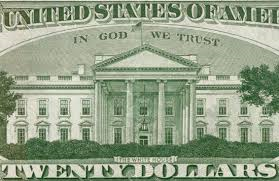 UNITED STATES OF AME
IN GOD WE TRUST
THE WHITE HOUSE
TWENTY DOLLARS